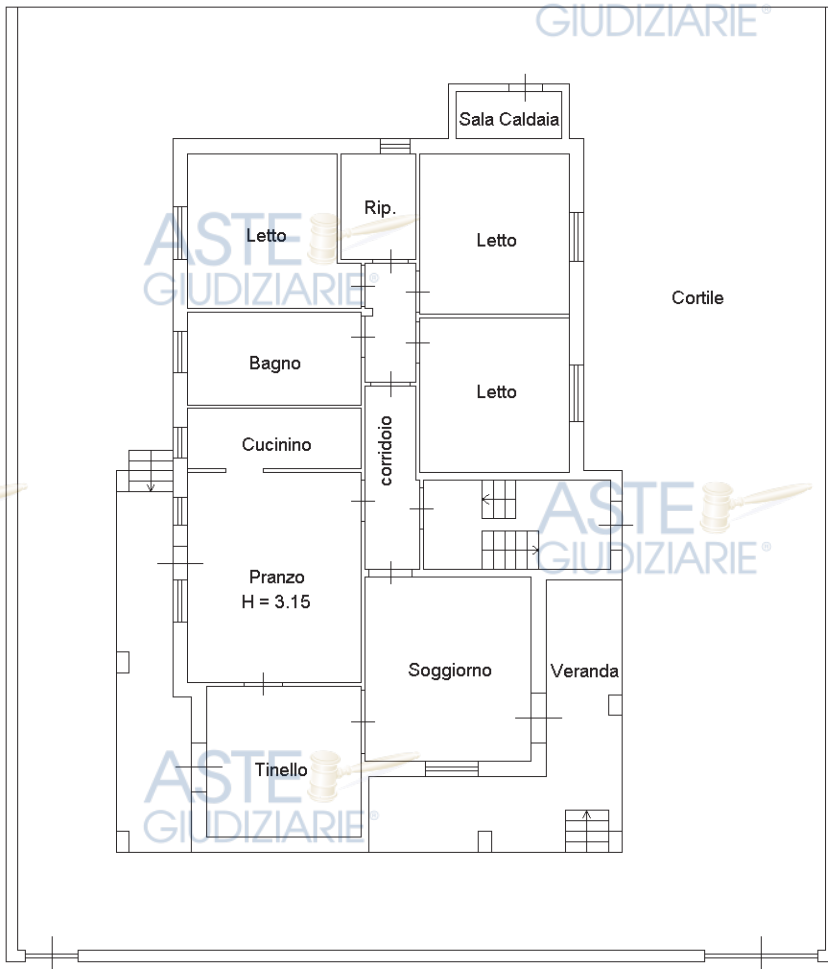 GIUDIZIARIE®
Sala Caldaia
Rip.
ASTE
Letto
Letto
GIUDIZIARIE®
Cortile
Bagno
Letto
Cucinino
corridoio
ASTE
GIUDIZIARIE®
Pranzo
H = 3.15
Soggiorno
Veranda
ASTE
Tinello
GIUDIZIARIE®